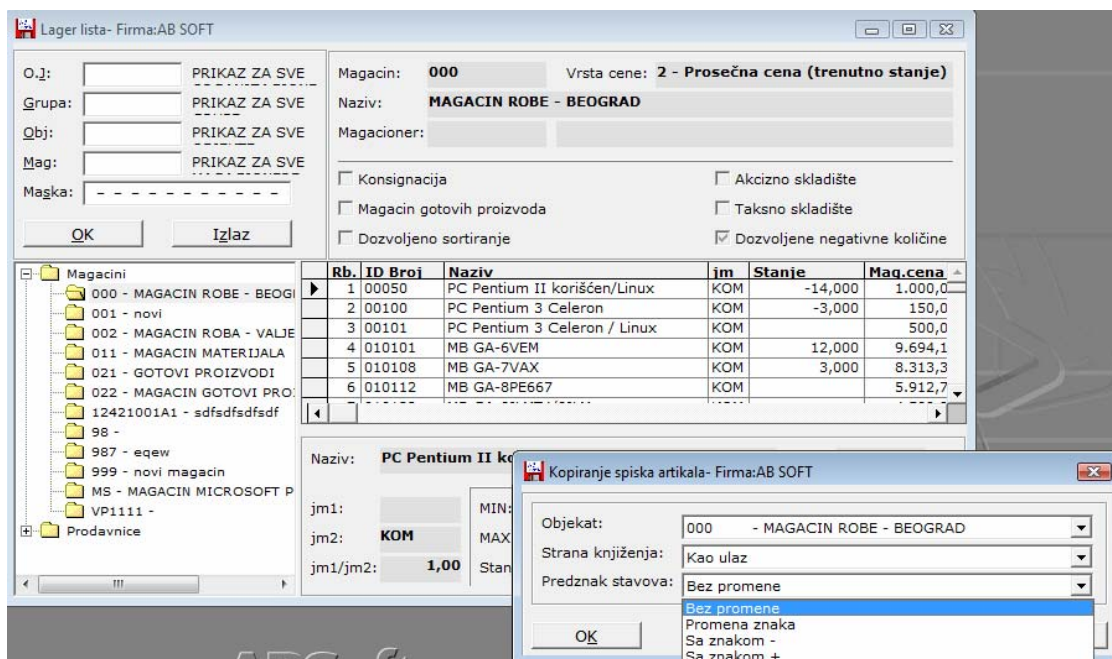 Lager lista- Firma:AB SOFT
O.J: PRIKAZ ZA SVE
Grupa: PRIKAZ ZA SVE
Obj: PRIKAZ ZA SVE
Mag: PRIKAZ ZA SVE
Maska: - - - - - - - - - - -
OK Izlaz
Magacin: 000 Vrsta cene: 2 - Prosečna cena (trenutno stanje)
Naziv: MAGACIN ROBE - BEOGRAD
Magacioner:
Konsignacija Akcizno skladište
Magacin gotovih proizvoda Taksno skladište
Dozvoljeno sortiranje Dozvoljene negativne količine
Magacini
000 - MAGACIN ROBE - BEOGI
001 - novi
002 - MAGACIN ROBA - VALJE
011 - MAGACIN MATERIJALA
021 - GOTOVI PROIZVODI
022 - MAGACIN GOTOVI PRO
12421001A1 - sdfsdfsdfsdf
98 -
987 - eqew
999 - novi magacin
MS - MAGACIN MICROSOFT P
VP1111 -
Prodavnice
Rb. ID Broj Naziv jm Stanje Mag.cena
1 00050 PC Pentium II korišćen/Linux KOM -14,000 1.000,0
2 00100 PC Pentium 3 Celeron KOM -3,000 150,0
3 00101 PC Pentium 3 Celeron / Linux KOM 500,0
4 010101 MB GA-6VEM KOM 12,000 9.694,1
5 010108 MB GA-7VAX KOM 3,000 8.313,3
6 010112 MB GA-8PE667 KOM 5.912,7
Naziv: PC Pentium II ko
jm1: MIN:
jm2: KOM MAX
jm1/jm2: 1,00 Stan
Kopiranje spiska artikala- Firma:AB SOFT
Objekat: 000 - MAGACIN ROBE - BEOGRAD
Strana knjiženja: Kao ulaz
Predznak stavova: Bez promene
Bez promene
Promena znaka
Sa znakom -
Sa znakom +
OK